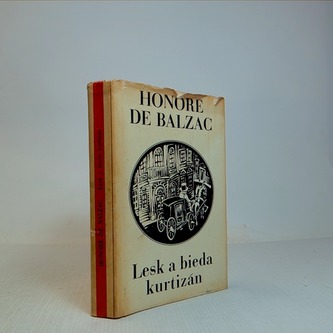 HONORÉ
DE BALZAC
Lesk a bieda
kurtizán